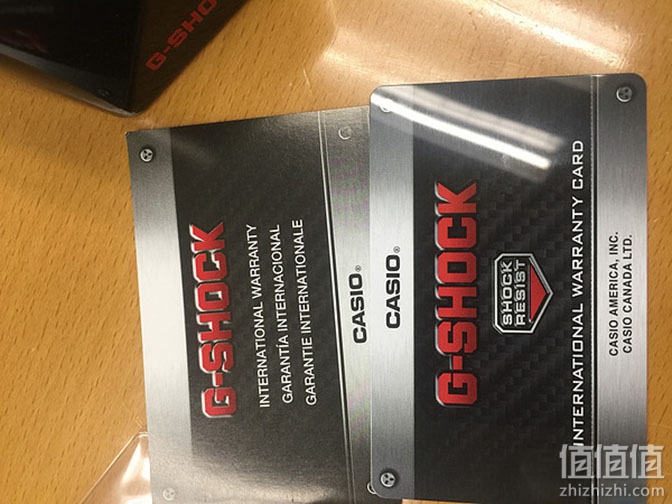 G-SHOCK
G-SHOCK
INTERNATIONAL WARRANTY
GARANTÍA INTERNACIONAL
GARANTIE INTERNATIONALE
CASIO®
CASIO®
G-SHOCK
SHOCK
RESIST
INTERNATIONAL WARRANTY CARD
CASIO AMERICA, INC.
CASIO CANADA LTD.
值值值
zhizhizhi.com